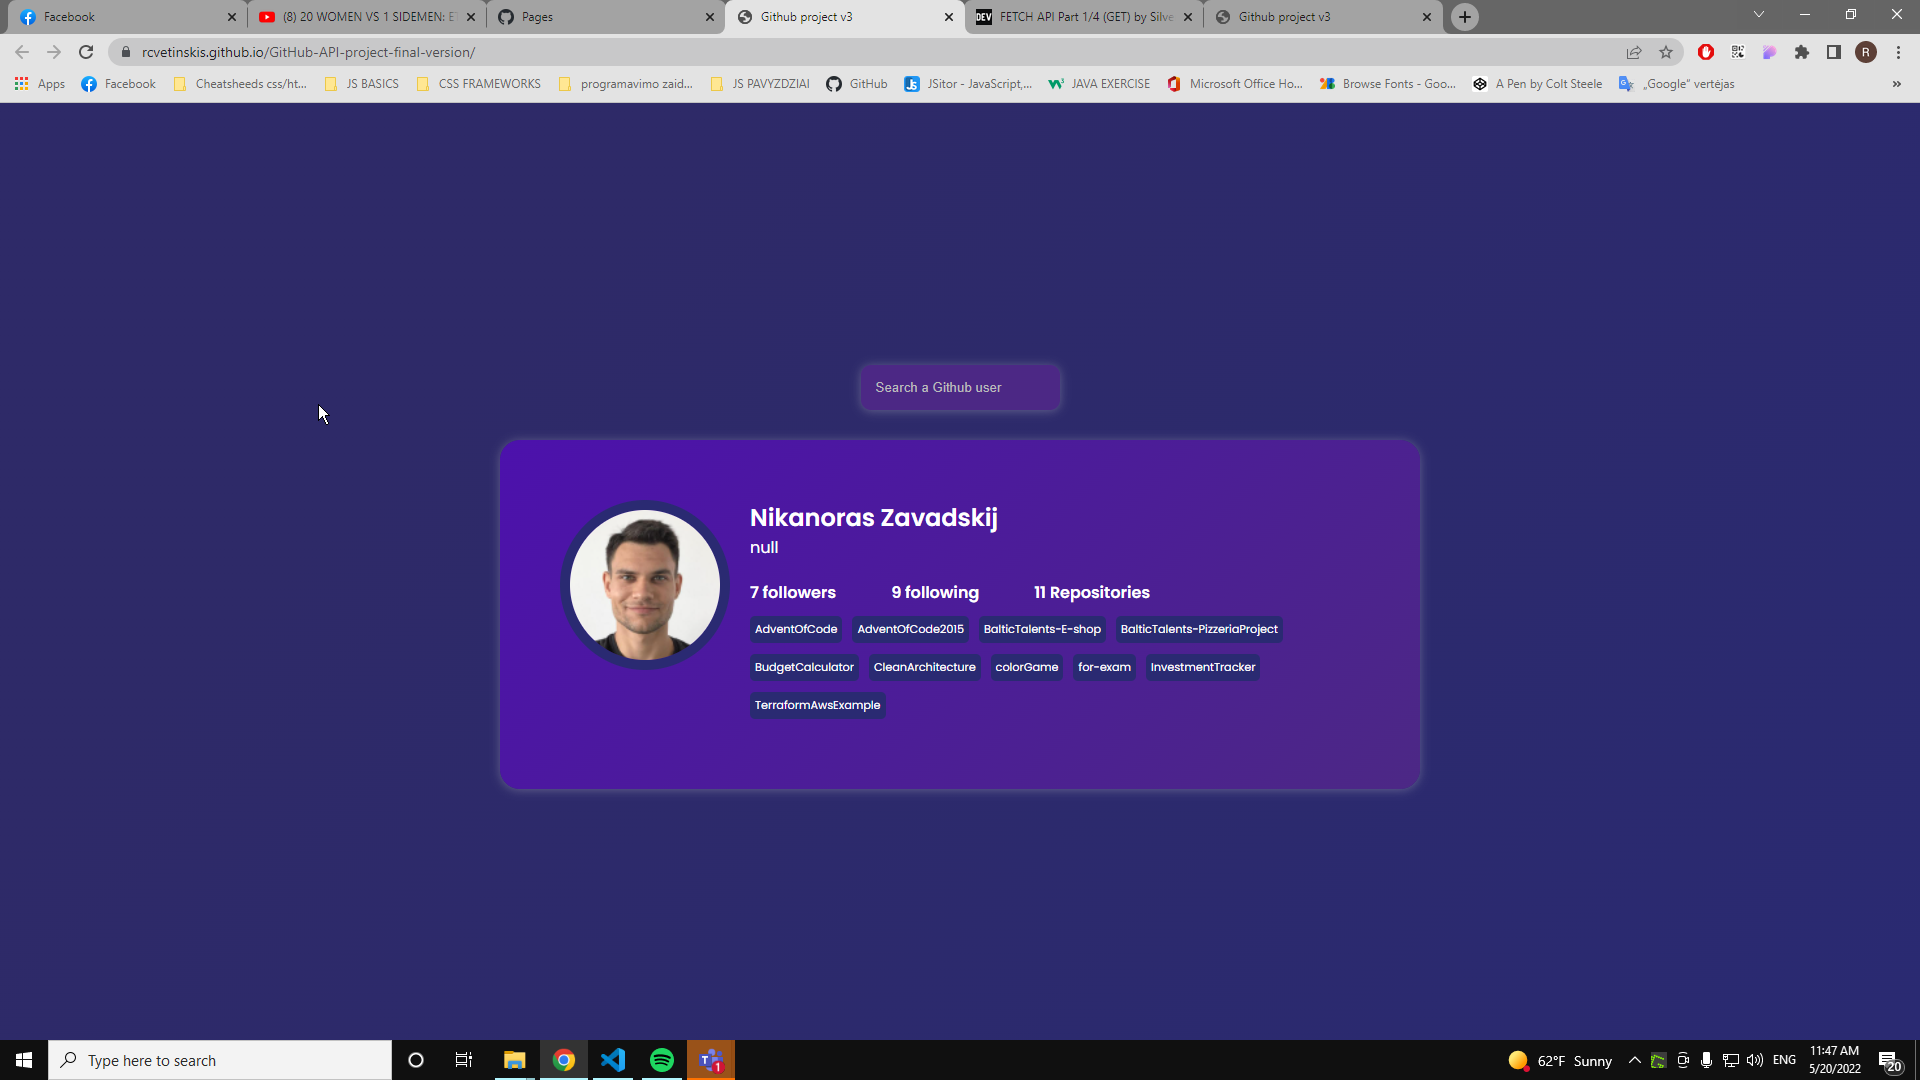 Facebook
(8) 20 WOMEN VS 1 SIDEMEN: E
Pages
Github project v3
DEV FETCH API Part 1/4 (GET) by Silve
Github project v3
rcvetinskis.github.io/GitHub-API-project-final-version/
R
Apps Facebook Cheatsheeds css/ht... JS BASICS CSS FRAMEWORKS programavimo zaid... JS PAVYZDZIAI GitHub JSitor - JavaScript,... JAVA EXERCISE Microsoft Office Ho... Browse Fonts - Goo... A Pen by Colt Steele „Google“ vertėjas »
Search a Github user
Nikanoras Zavadskij
null
7 followers 9 following 11 Repositories
AdventOfCode AdventOfCode2015 BalticTalents-E-shop BalticTalents-PizzeriaProject
BudgetCalculator CleanArchitecture colorGame for-exam InvestmentTracker
TerraformAwsExample
Type here to search
1
62°F Sunny
ENG
11:47 AM
5/20/2022
20